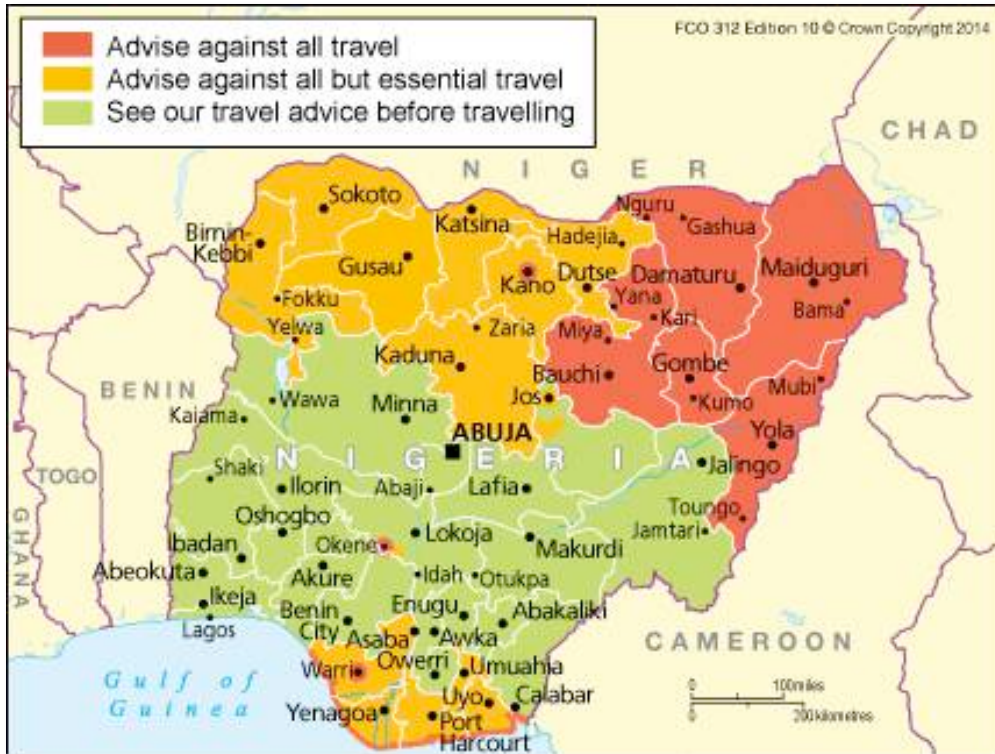 FCO 312 Edition 10 © Crown Copyright 2014
Advise against all travel
Advise against all but essential travel
See our travel advice before travelling
CHAD
NIGER
Sokoto
Katsina
Nguru
Gashua
Birnin-
Kebbi
Hadejia
Gusau
Kano
Dutse
Damaturu
Maiduguri
Fokku
Yana
Bama
Yelwa
Zaria
Miya
Kari
Kaduna
Gombe
BENIN
Bauchi
Mubi
Wawa
Jos
Kumo
Kaiama
Minna
ABUJA
Yola
NIGERIA
Shaki
Jalingo
TOGO
Ilorin
Abaji
Lafia
Toungo
Oshogbo
Jamtari
GHANA
Okene
Lokoja
Makurdi
Ibadan
Abeokuta
Akure
Idah
Otukpa
Ikeja
Benin
City
Enugu
Abakaliki
Lagos
Asaba
Awka
CAMEROON
Owerri
Warri
Umuahia
Gulf of
Guinea
Uyo
Calabar
Yenagoa
Port
Harcourt
0 100miles
0 200kilometres